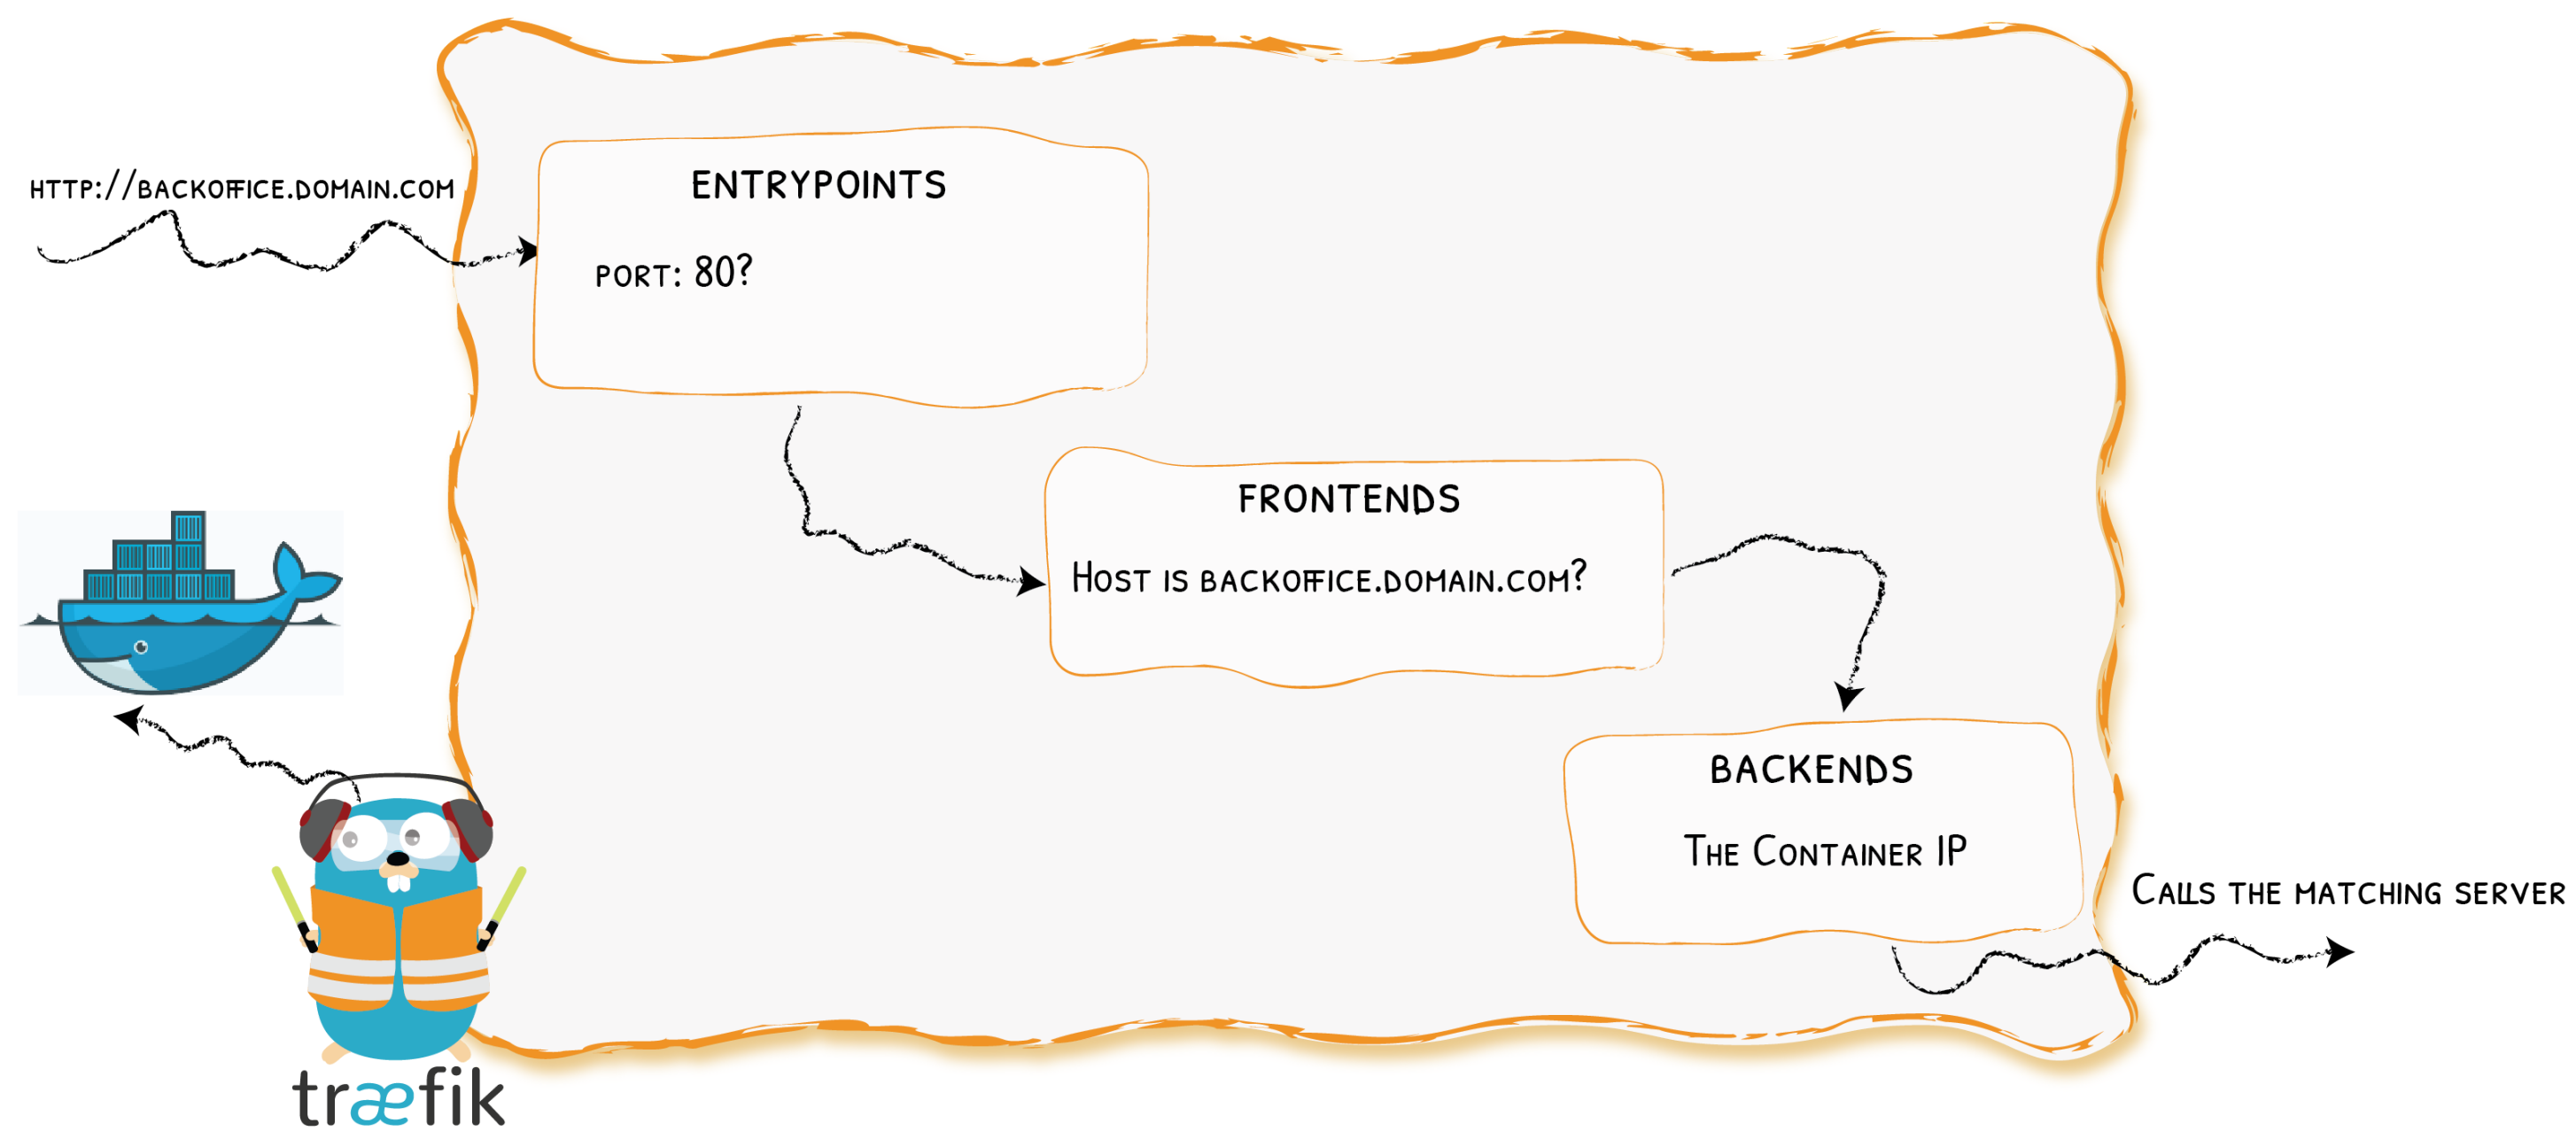 http://backoffice.domain.com
ENTRYPOINTS
port: 80?
FRONTENDS
Host is backoffice.domain.com?
BACKENDS
The Container IP
Calls the matching server
træfik